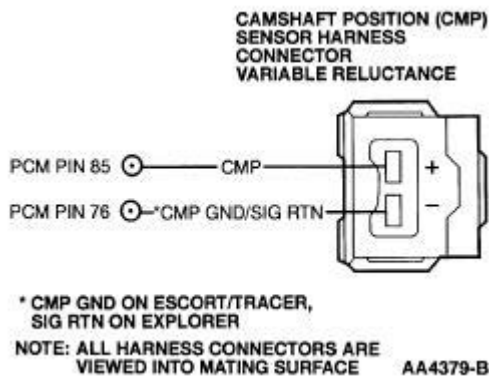 CAMSHAFT POSITION (CMP)
SENSOR HARNESS
CONNECTOR
VARIABLE RELUCTANCE
PCM PIN 85
CMP
+
PCM PIN 76
*CMP GND/SIG RTN
−
* CMP GND ON ESCORT/TRACER,
SIG RTN ON EXPLORER
NOTE: ALL HARNESS CONNECTORS ARE
VIEWED INTO MATING SURFACE
AA4379-B